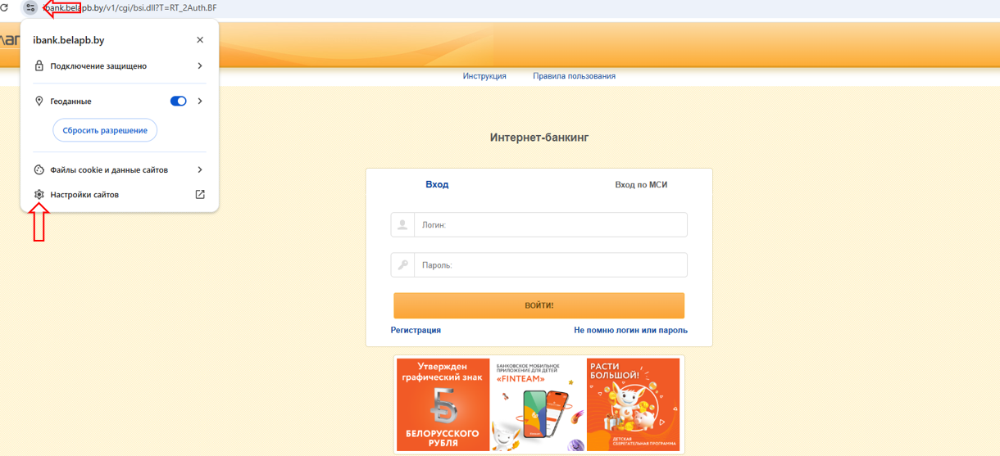 ibank.belapb.by/v1/cgi/bsi.dll?T=RT_2Auth.BF
ibank.belapb.by
Подключение защищено
Геоданные
Сбросить разрешение
Файлы cookie и данные сайтов
Настройки сайтов
Инструкция
Правила пользования
Интернет-банкинг
Вход
Вход по МСИ
Логин:
Пароль:
ВОЙТИ!
Регистрация
Не помню логин или пароль
Утвержден
графический знак
БЕЛОРУССКОГО
РУБЛЯ
БАНКОВСКОЕ МОБИЛЬНОЕ
ПРИЛОЖЕНИЕ ДЛЯ ДЕТЕЙ
«FINTEAM»
РАСТИ
БОЛЬШОЙ!
ДЕТСКАЯ
СБЕРЕГАТЕЛЬНАЯ ПРОГРАММА